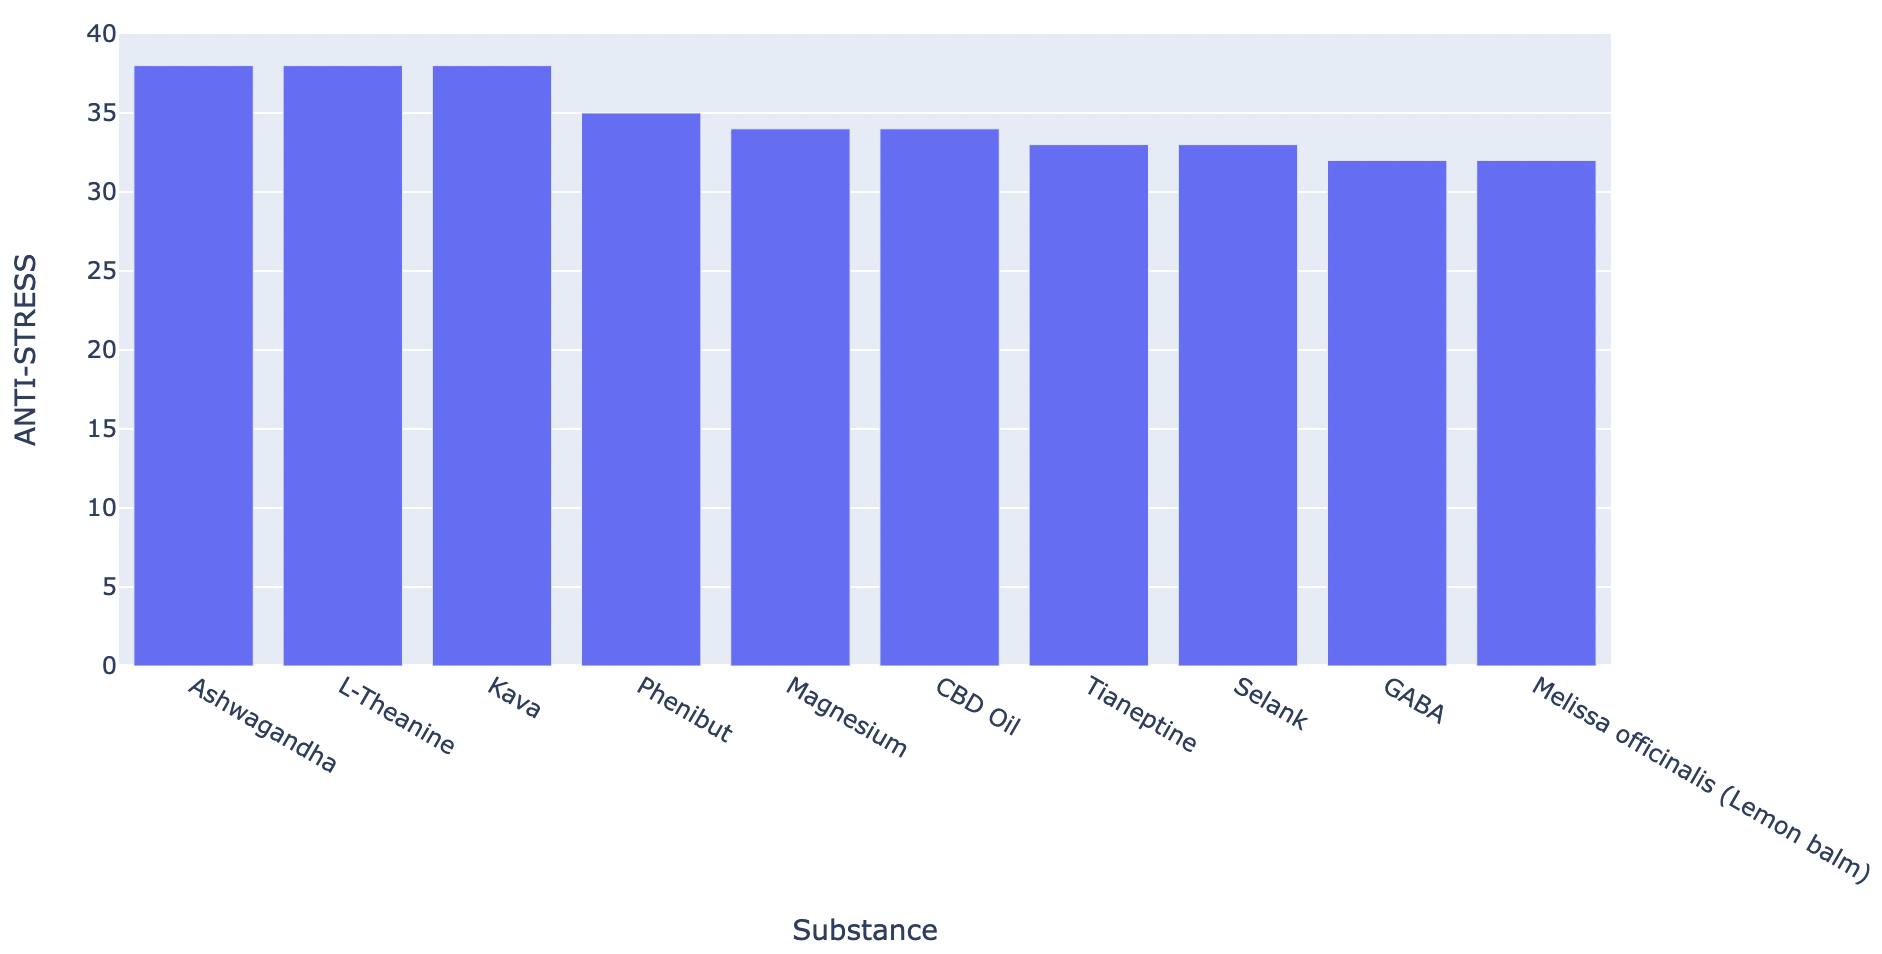 40
35
30
25
20
15
10
5
0
ANTI-STRESS
Ashwagandha
L-Theanine
Kava
Phenibut
Magnesium
CBD Oil
Tianeptine
Selank
GABA
Melissa officinalis (Lemon balm)
Substance